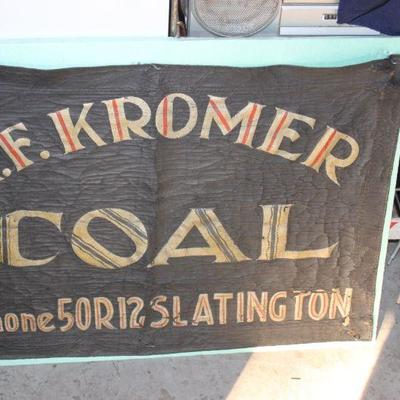 .F. KROMER
COAL
hone 50R12 SLATINGTON